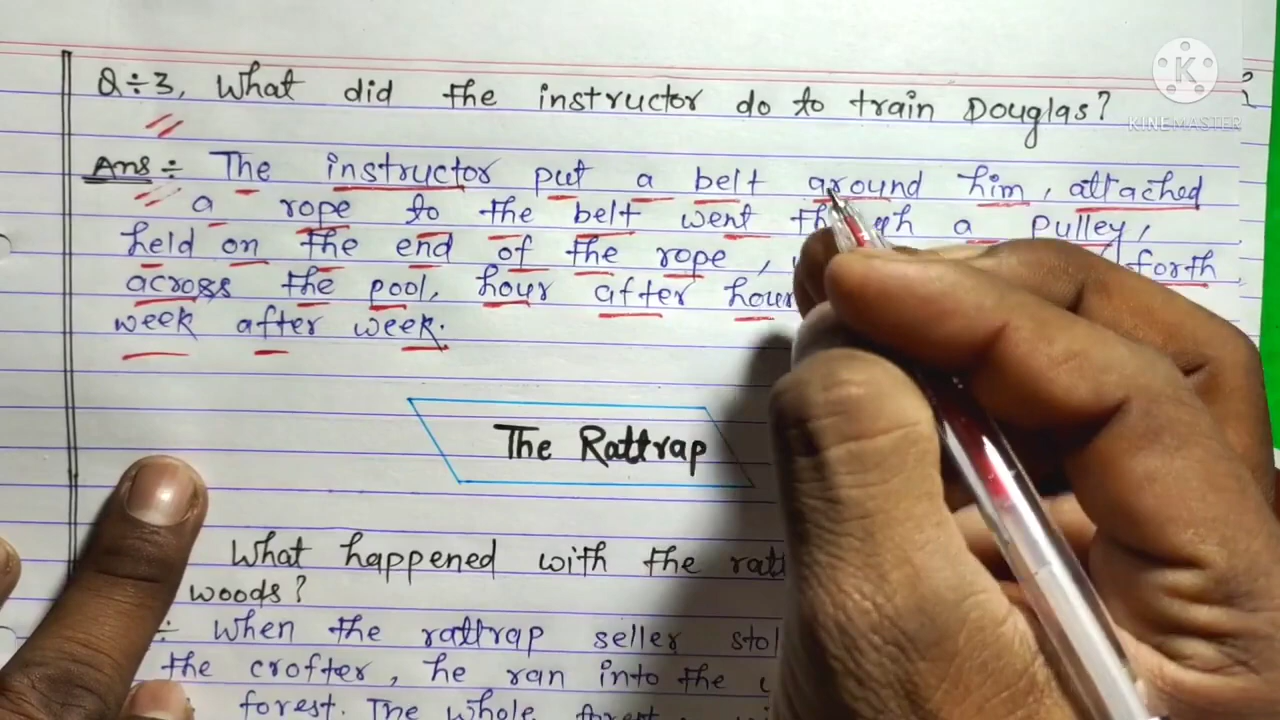 Q÷3, What did the instructor do to train Douglas?
K
KINEMASTER
Ans÷ The instructor put a belt around him, attached
a rope to the belt went a pulley,
held on the end of the rope, forth
across the pool, hour after hour
week after week.
The Rattrap
What happened with the
woods?
÷ When the rattrap seller
the crofter, he ran into the
forest. The whole